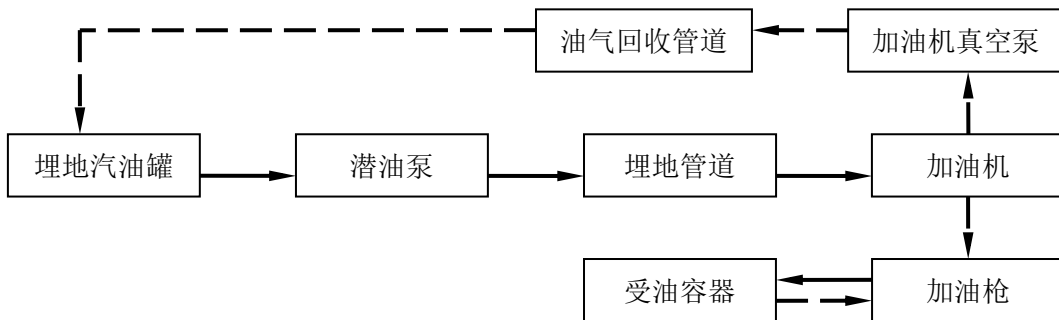 油气回收管道
加油机真空泵
埋地汽油罐
潜油泵
埋地管道
加油机
受油容器
加油枪